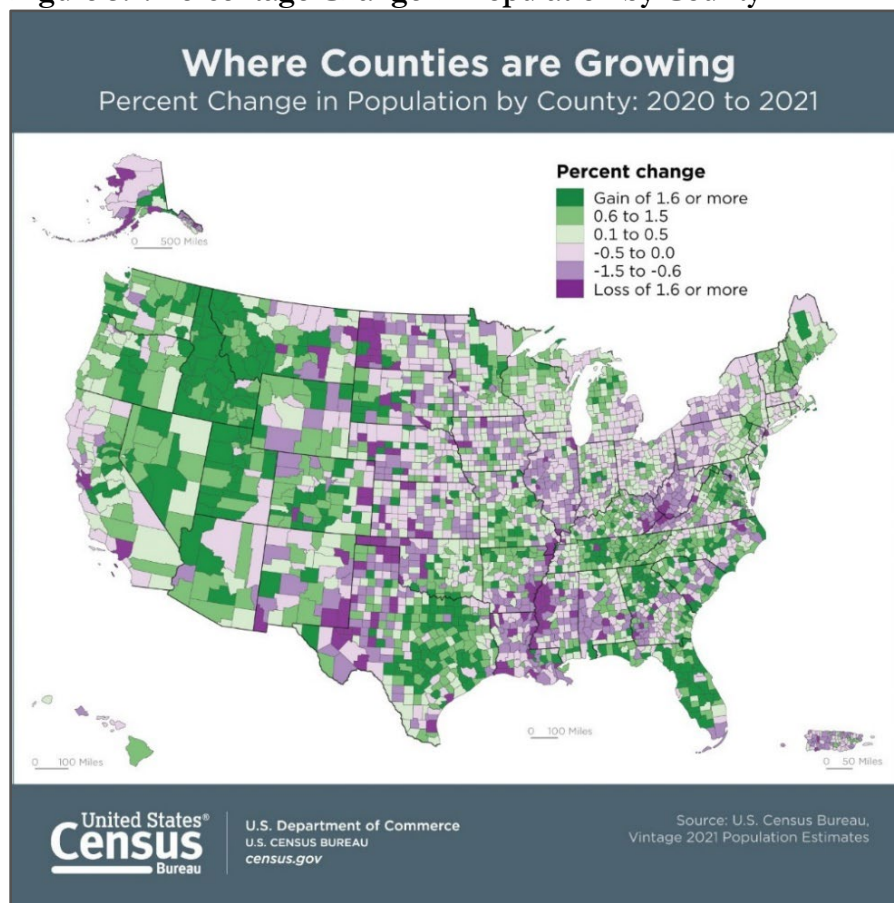 Where Counties are Growing
Percent Change in Population by County: 2020 to 2021
Percent change
Gain of 1.6 or more
0.6 to 1.5
0.1 to 0.5
-0.5 to 0.0
-1.5 to -0.6
Loss of 1.6 or more
0 500 Miles
0 100 Miles
0 100 Miles
0 50 Miles
United States®
Census
Bureau
U.S. Department of Commerce
U.S. CENSUS BUREAU
census.gov
Source: U.S. Census Bureau,
Vintage 2021 Population Estimates